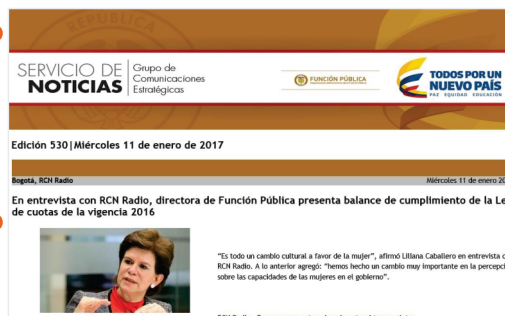 REPÚBLICA
SERVICIO DE
NOTICIAS
Grupo de
Comunicaciones
Estratégicas
FUNCIÓN PÚBLICA
TODOS POR UN
NUEVO PAÍS
PAZ EQUIDAD EDUCACIÓN
Edición 530|Miércoles 11 de enero de 2017
Bogotá, RCN Radio
Miércoles 11 de enero 20
En entrevista con RCN Radio, directora de Función Pública presenta balance de cumplimiento de la Le
de cuotas de la vigencia 2016
“Es todo un cambio cultural a favor de la mujer”, afirmó Liliana Caballero en entrevista c
RCN Radio. A lo anterior agregó: “hemos hecho un cambio muy importante en la percepci
sobre las capacidades de las mujeres en el gobierno”.